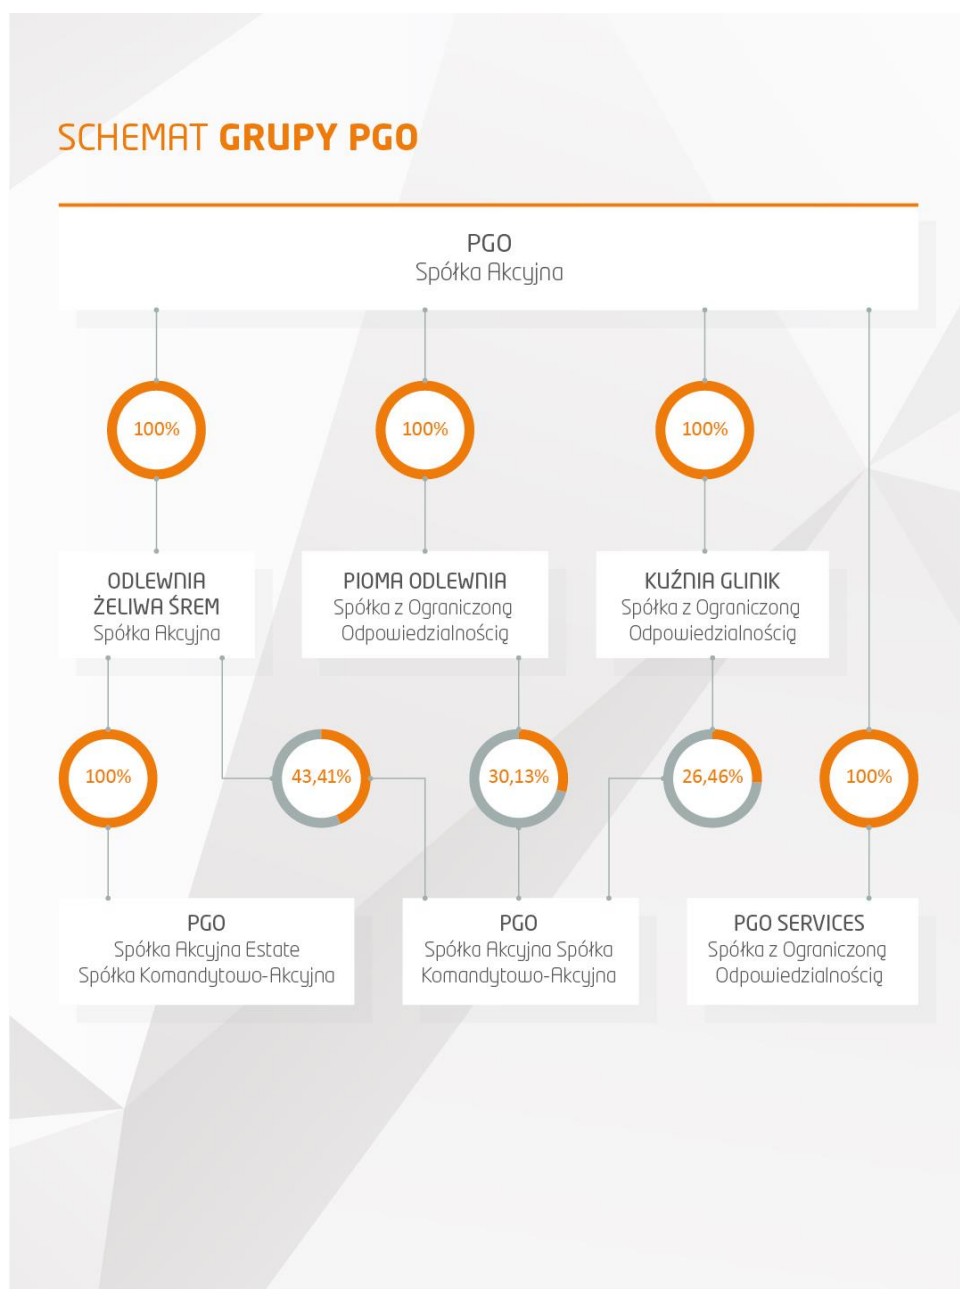 SCHEMAT GRUPY PGO
PGO
Spółka Akcyjna
100%
100%
100%
ODLEWNIA
ŻELIWA ŚREM
Spółka Akcyjna
PIOMA ODLEWNIA
Spółka z Ograniczoną
Odpowiedzialnością
KUŹNIA GLINIK
Spółka z Ograniczoną
Odpowiedzialnością
100%
43,41%
30,13%
26,46%
100%
PGO
Spółka Akcyjna Estate
Spółka Komandytowo-Akcyjna
PGO
Spółka Akcyjna Spółka
Komandytowo-Akcyjna
PGO SERVICES
Spółka z Ograniczoną
Odpowiedzialnością